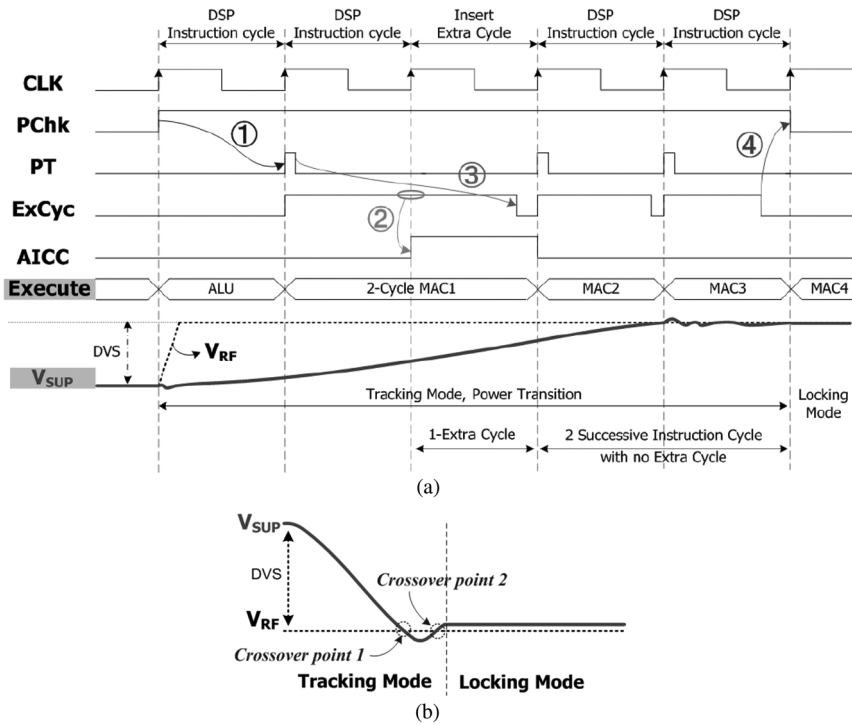 DSP DSP Insert DSP DSP
Instruction cycle Instruction cycle Extra Cycle Instruction cycle Instruction cycle
CLK
PChk
① ④
PT
③
ExCyc
②
AICC
Execute ALU 2-Cycle MAC1 MAC2 MAC3 MAC4
DVS VRF
VSUP
Tracking Mode, Power Transition Locking
Mode
1-Extra Cycle 2 Successive Instruction Cycle
with no Extra Cycle
(a)
VSUP
DVS
Crossover point 2
VRF
Crossover point 1
Tracking Mode Locking Mode
(b)